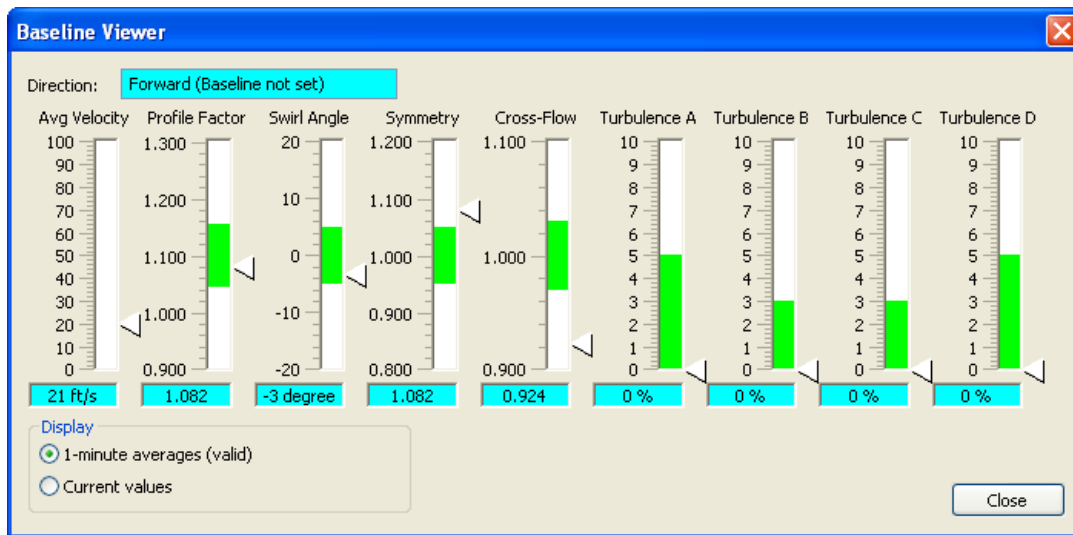 Baseline Viewer
Direction: Forward (Baseline not set)
Avg Velocity Profile Factor Swirl Angle Symmetry Cross-Flow Turbulence A Turbulence B Turbulence C Turbulence D
100 1.300 20 1.200 1.100 10 10 10 10
90 9 9 9 9
80 8 8 8 8
70 1.200 10 1.100 7 7 7 7
60 6 6 6 6
50 1.100 0 1.000 1.000 5 5 5 5
40 4 4 4 4
30 3 3 3 3
20 1.000 -10 0.900 2 2 2 2
10 1 1 1 1
0 0.900 -20 0.800 0.900 0 0 0 0
21 ft/s 1.082 -3 degree 1.082 0.924 0 % 0 % 0 % 0 %
Display
1-minute averages (valid)
Current values
Close